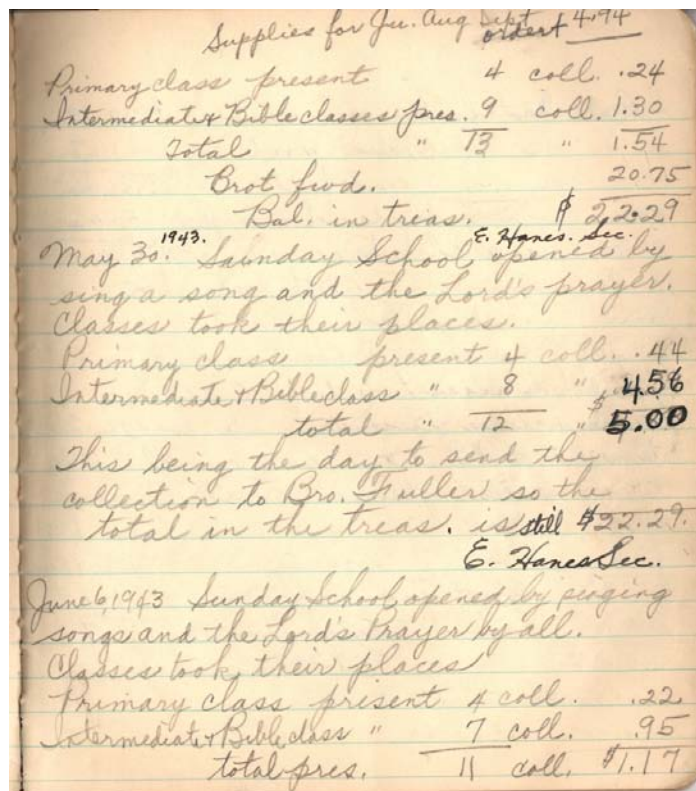 Supplies for Ju. Aug Sept ordered 4.94
Primary class present 4 coll. .24
Intermediate & Bible classes pres. 9 coll. 1.30
Total " 13 " 1.54
Brot fwd. 20.75
Bal. in treas. $ 22.29
E. Hanes. Sec.
May 30. 1943. Saunday School opened by
sing a song and the Lord's prayer.
Classes took their places.
Primary class present 4 coll. .44
Intermediate & Bible class " 8 " 4.56
total " 12 " $5.00
This being the day to send the
collection to Bro. Fuller so the
total in the treas. is still $22.29.
E. Hanes Sec.
June 6, 1943 Sunday School opened by singing
songs and the Lord's Prayer by all.
Classes took their places
Primary class present 4 coll. .22
Intermediate & Bible class " 7 coll. .95
total pres. 11 coll. $1.17